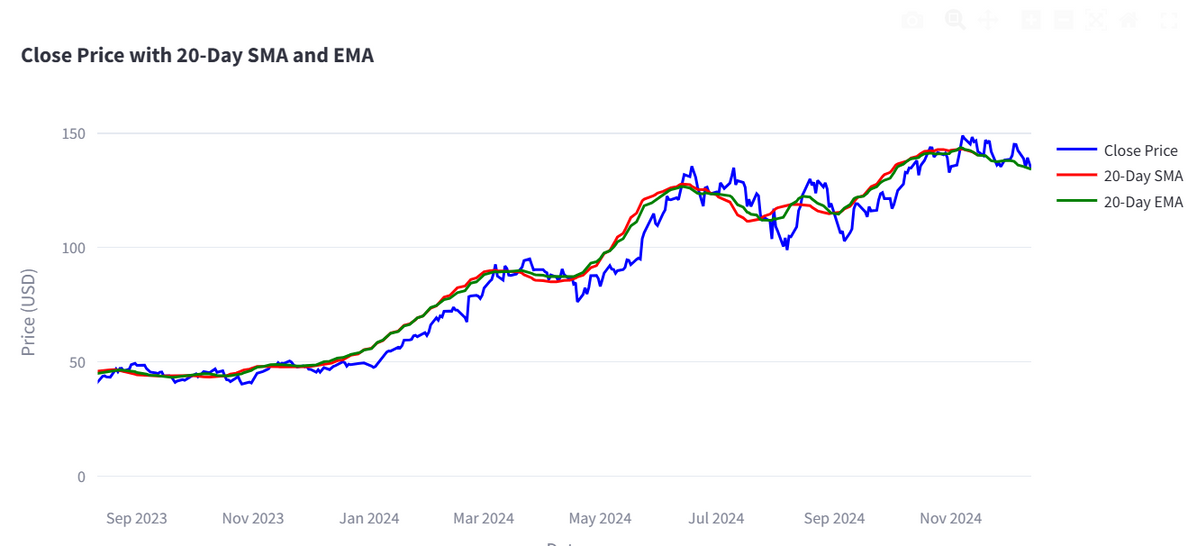 Close Price with 20-Day SMA and EMA
150
100
50
0
Price (USD)
Sep 2023
Nov 2023
Jan 2024
Mar 2024
May 2024
Jul 2024
Sep 2024
Nov 2024
Close Price
20-Day SMA
20-Day EMA